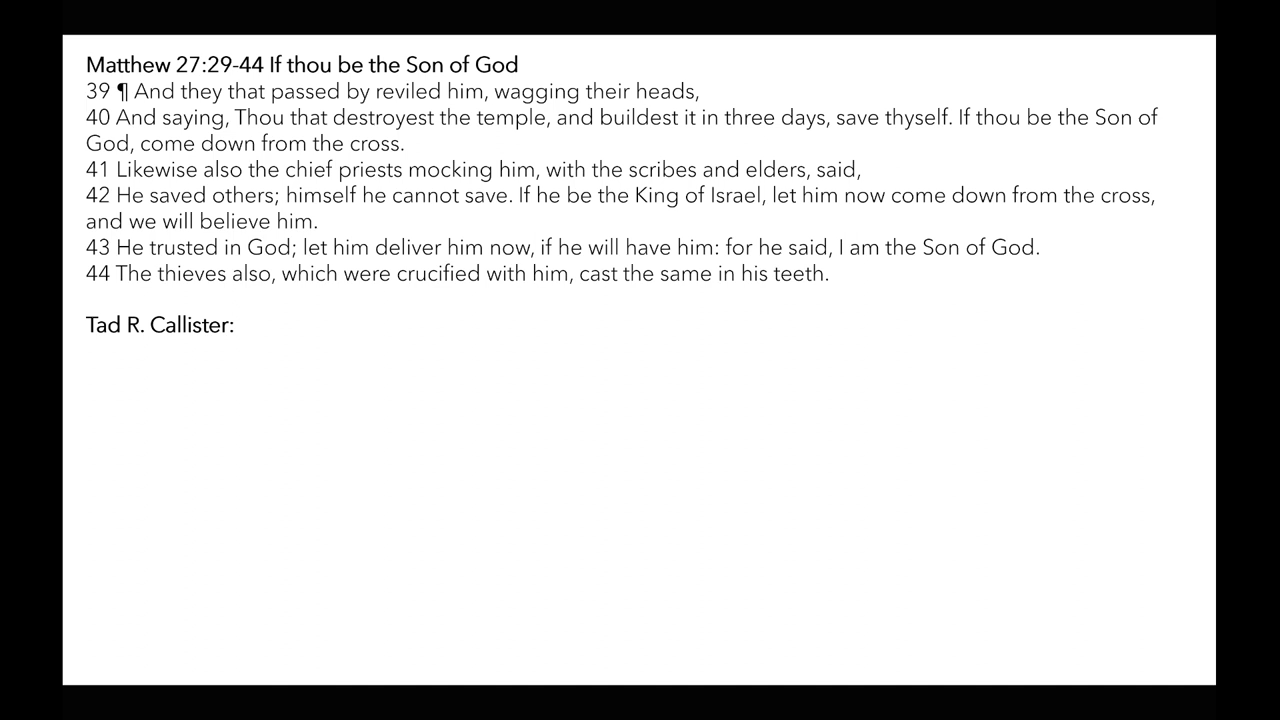 Matthew 27:29-44 If thou be the Son of God
39 ¶ And they that passed by reviled him, wagging their heads,
40 And saying, Thou that destroyest the temple, and buildest it in three days, save thyself. If thou be the Son of
God, come down from the cross.
41 Likewise also the chief priests mocking him, with the scribes and elders, said,
42 He saved others; himself he cannot save. If he be the King of Israel, let him now come down from the cross,
and we will believe him.
43 He trusted in God; let him deliver him now, if he will have him: for he said, I am the Son of God.
44 The thieves also, which were crucified with him, cast the same in his teeth.
Tad R. Callister: